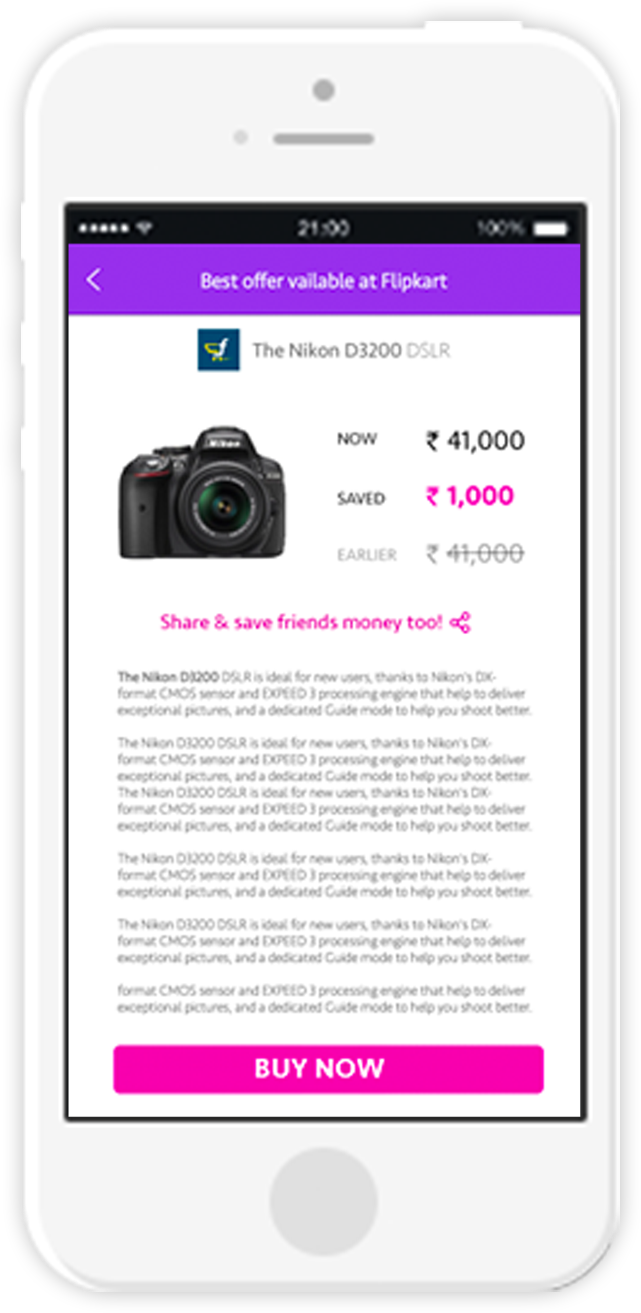 21:00 100%
Best offer vailable at Flipkart
The Nikon D3200 DSLR
Nikon
NOW ₹ 41,000
SAVED ₹ 1,000
EARLIER ₹ 41,000
Share & save friends money too!
The Nikon D3200 DSLR is ideal for new users, thanks to Nikon's DX-
format CMOS sensor and EXPEED 3 processing engine that help to deliver
exceptional pictures, and a dedicated Guide mode to help you shoot better.
The Nikon D3200 DSLR is ideal for new users, thanks to Nikon's DX-
format CMOS sensor and EXPEED 3 processing engine that help to deliver
exceptional pictures, and a dedicated Guide mode to help you shoot better.
The Nikon D3200 DSLR is ideal for new users, thanks to Nikon's DX-
format CMOS sensor and EXPEED 3 processing engine that help to deliver
exceptional pictures, and a dedicated Guide mode to help you shoot better.
The Nikon D3200 DSLR is ideal for new users, thanks to Nikon's DX-
format CMOS sensor and EXPEED 3 processing engine that help to deliver
exceptional pictures, and a dedicated Guide mode to help you shoot better.
The Nikon D3200 DSLR is ideal for new users, thanks to Nikon's DX-
format CMOS sensor and EXPEED 3 processing engine that help to deliver
exceptional pictures, and a dedicated Guide mode to help you shoot better.
format CMOS sensor and EXPEED 3 processing engine that help to deliver
exceptional pictures, and a dedicated Guide mode to help you shoot better.
BUY NOW